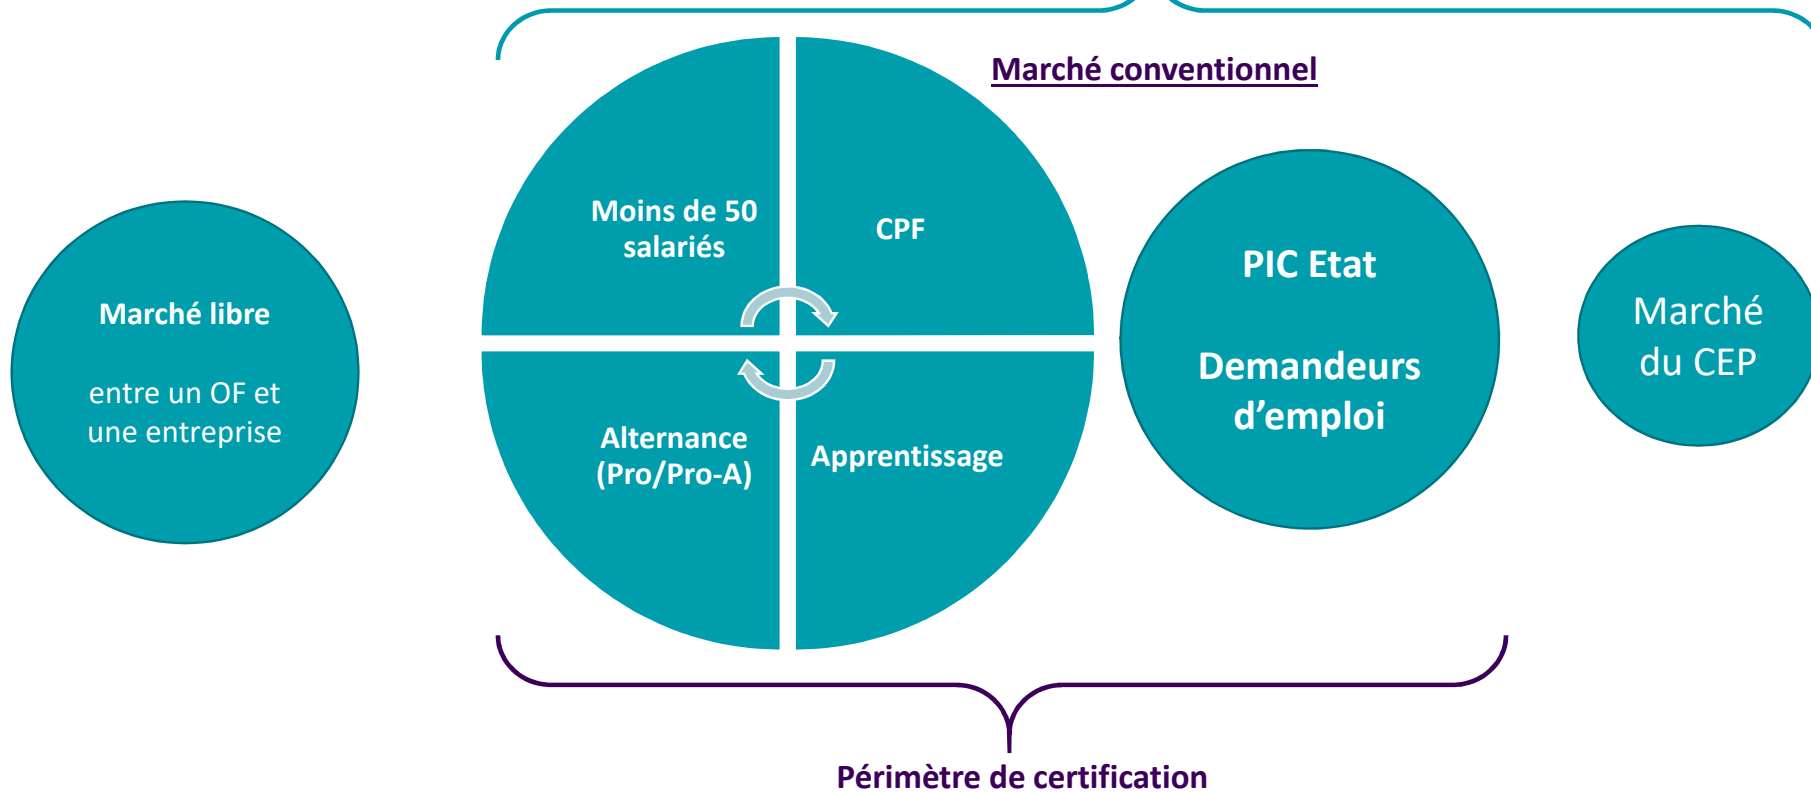 Marché conventionnel
Marché libre
entre un OF et
une entreprise
Moins de 50
salariés
CPF
Alternance
(Pro/Pro-A)
Apprentissage
PIC Etat
Demandeurs
d’emploi
Marché
du CEP
Périmètre de certification